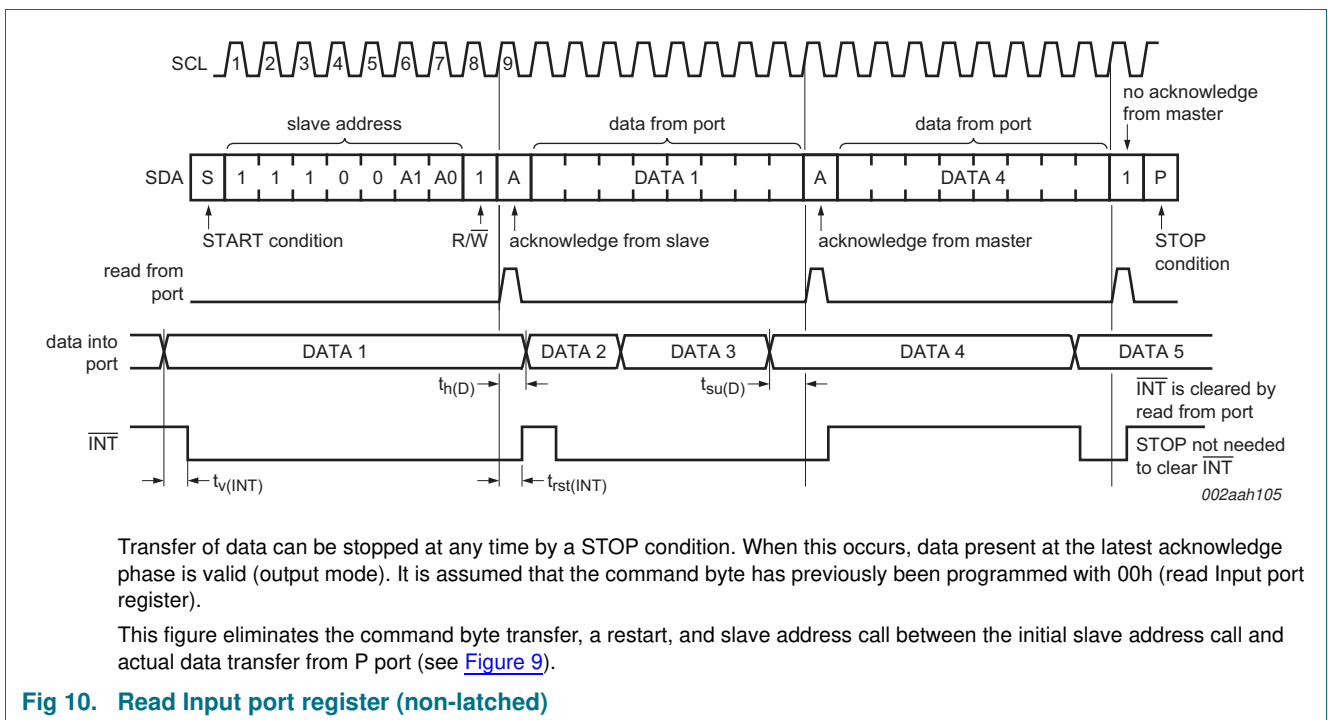 SCL 1 2 3 4 5 6 7 8 9
no acknowledge
from master
slave address data from port data from port
SDA S 1 1 1 0 0 A1 A0 1 A DATA 1 A DATA 4 1 P
START condition R/W acknowledge from slave acknowledge from master STOP
condition
read from
port
data into
port
DATA 1 DATA 2 DATA 3 DATA 4 DATA 5
th(D) tsu(D)
INT is cleared by
read from port
INT
STOP not needed
to clear INT
tv(INT) trst(INT)
002aah105
Transfer of data can be stopped at any time by a STOP condition. When this occurs, data present at the latest acknowledge
phase is valid (output mode). It is assumed that the command byte has previously been programmed with 00h (read Input port
register).
This figure eliminates the command byte transfer, a restart, and slave address call between the initial slave address call and
actual data transfer from P port (see Figure 9).
Fig 10. Read Input port register (non-latched)